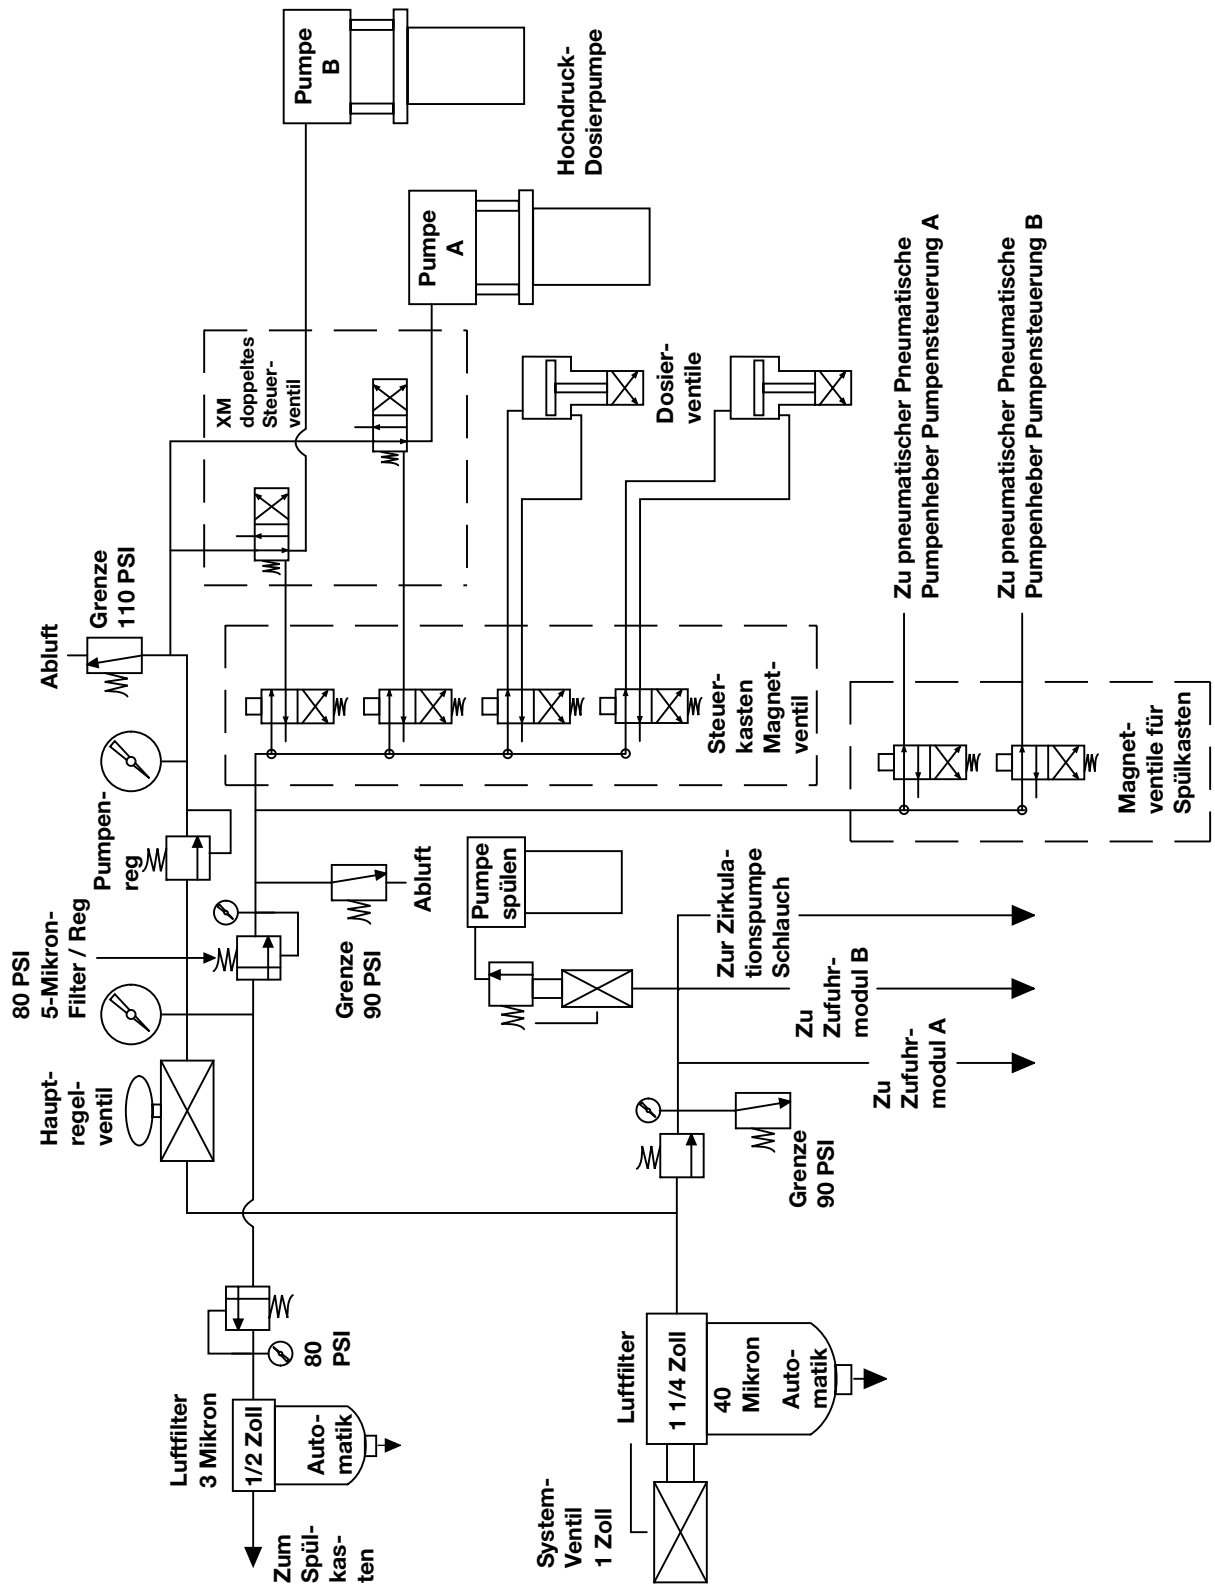 Pumpe
B
Hochdruck-
Dosierpumpe
Pumpe
A
XM
doppeltes
Steuer-
ventil
Dosier-
ventile
Zu pneumatischer Pneumatische
Pumpenheber Pumpensteuerung A
Zu pneumatischer Pneumatische
Pumpenheber Pumpensteuerung B
Abluft
Grenze
110 PSI
Steuer-
kasten
Magnet-
ventil
Magnet-
ventile für
Spülkasten
Pumpen-
reg
80 PSI
5-Mikron-
Filter / Reg
Grenze
90 PSI
Abluft
Pumpe
spülen
Zur Zirkula-
tionspumpe
Schlauch
Zu
Zufuhr-
modul B
Zu
Zufuhr-
modul A
Haupt-
regel-
ventil
Grenze
90 PSI
80
PSI
Luftfilter
3 Mikron
1/2 Zoll
Auto-
matik
Zum
Spül-
kas-
ten
Luftfilter
1 1/4 Zoll
40
Mikron
Auto-
matik
System-
Ventil
1 Zoll